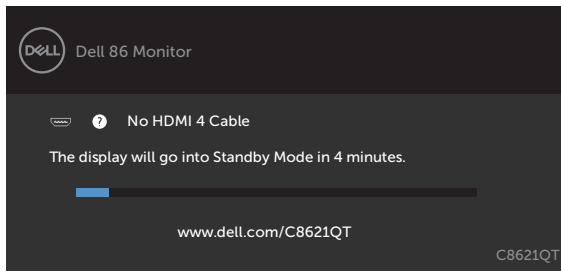 DELL
Dell 86 Monitor
? No HDMI 4 Cable
The display will go into Standby Mode in 4 minutes.
www.dell.com/C8621QT
C8621QT